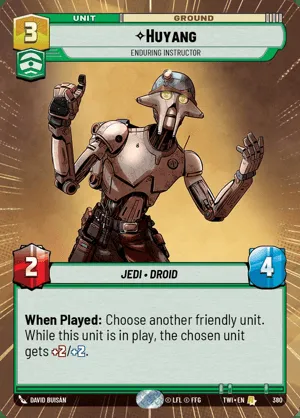 UNIT
GROUND
3
✧HUYANG
ENDURING INSTRUCTOR
2
4
JEDI • DROID
When Played: Choose another friendly unit.
While this unit is in play, the chosen unit
gets +2/+2.
DAVID BUISÁN
© LFL © FFG
TWI • EN
380